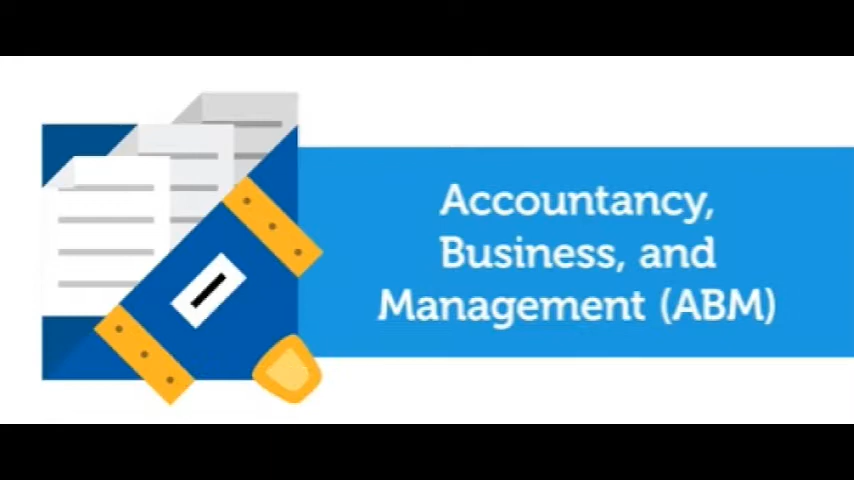 Accountancy,
Business, and
Management (ABM)